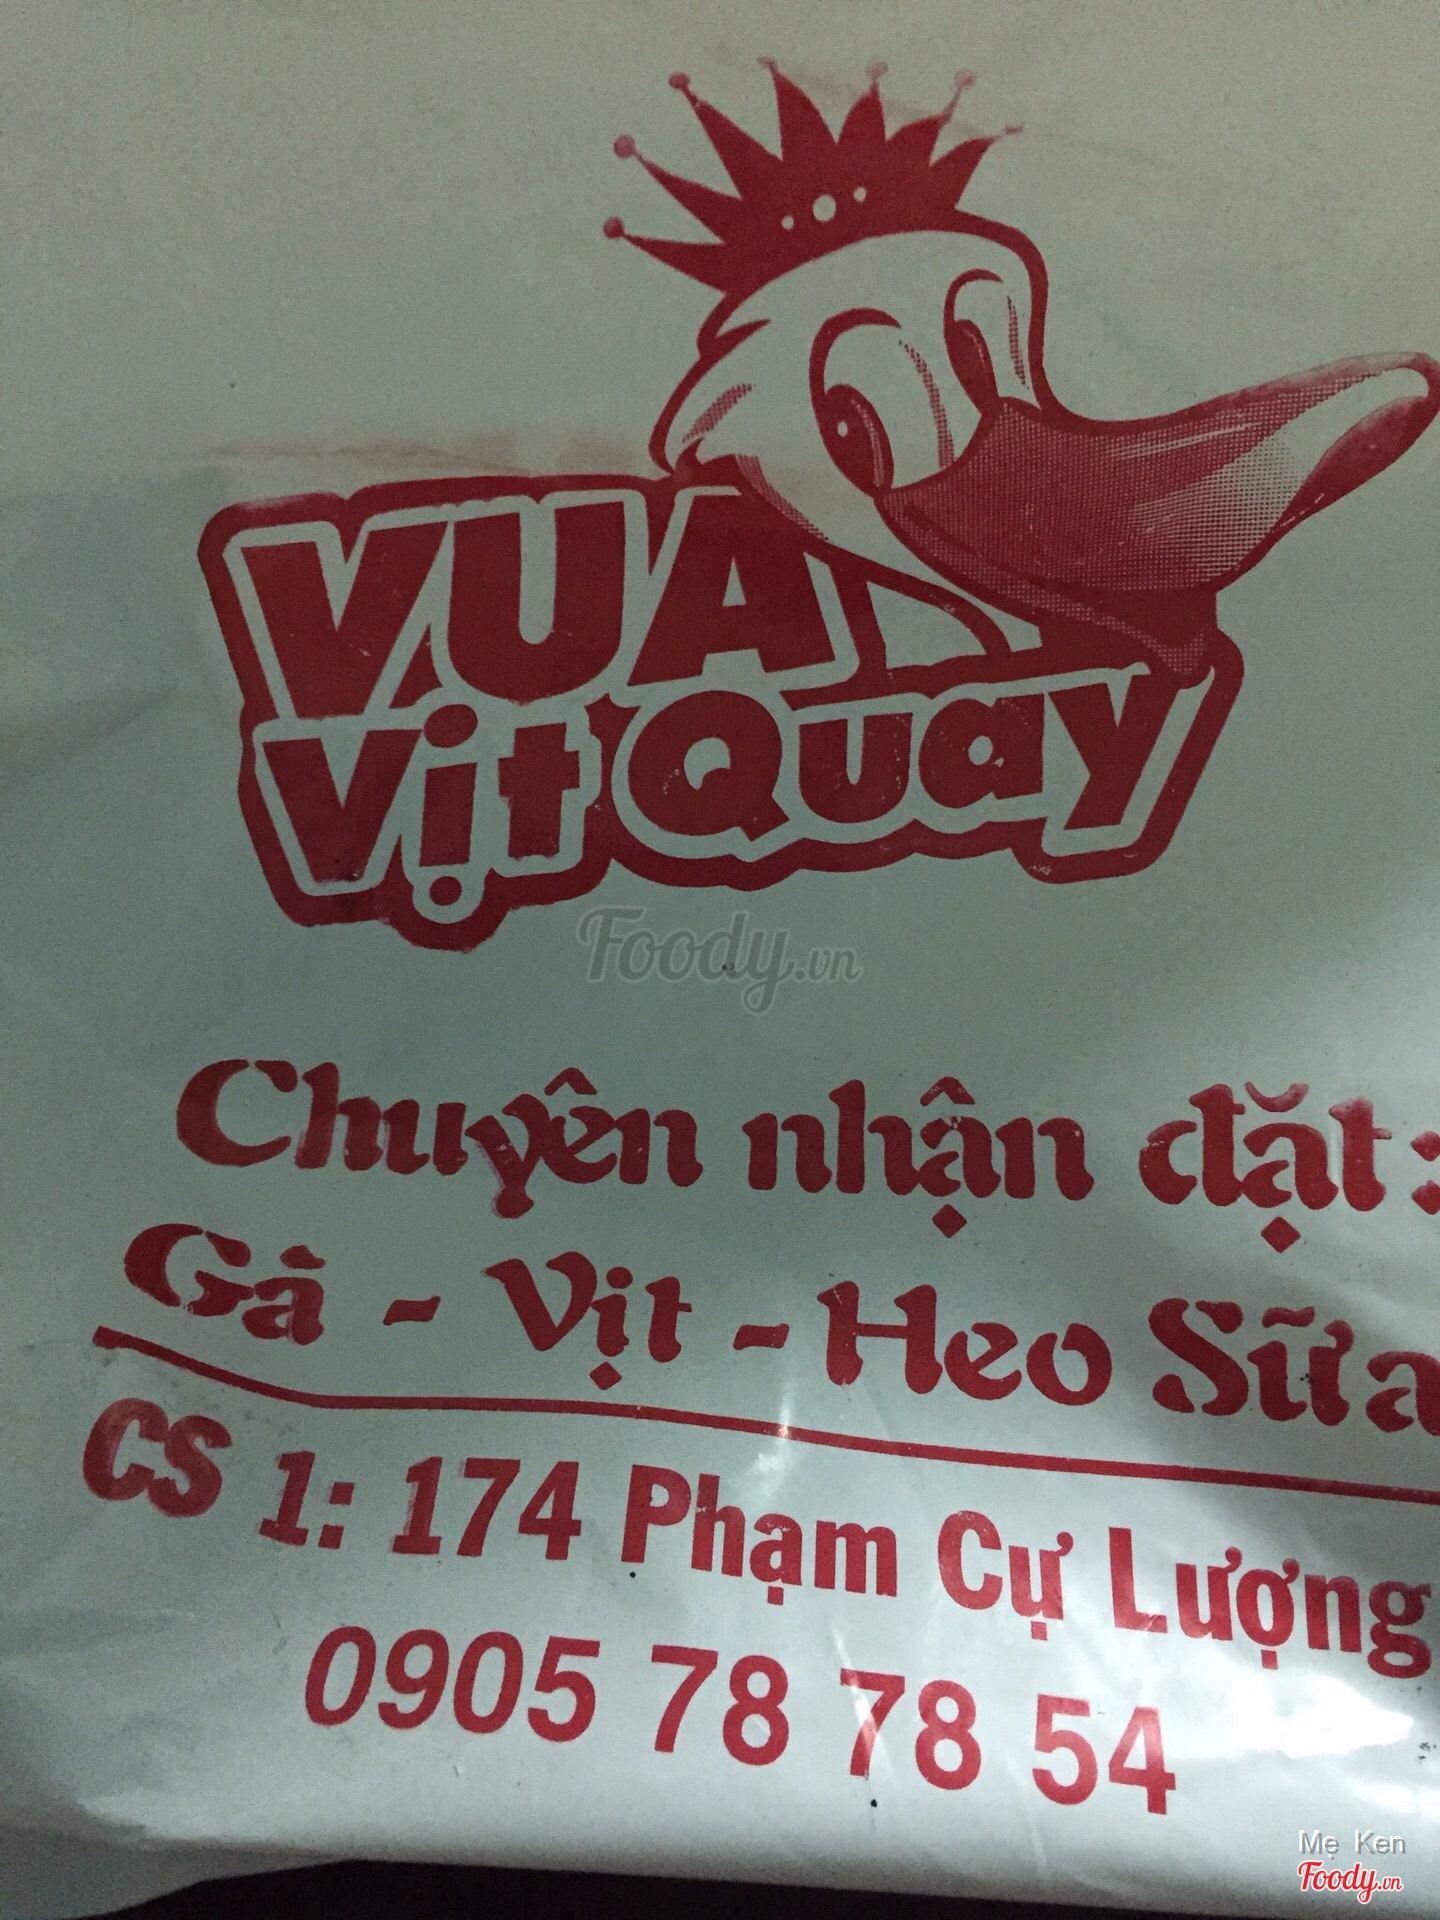 VUA
Vịt Quay
Foody.vn
Chuyên nhận đặt:
Gà - Vịt - Heo Sữa
CS 1: 174 Phạm Cự Lượng
0905 78 78 54
Mẹ Ken
Foody.vn